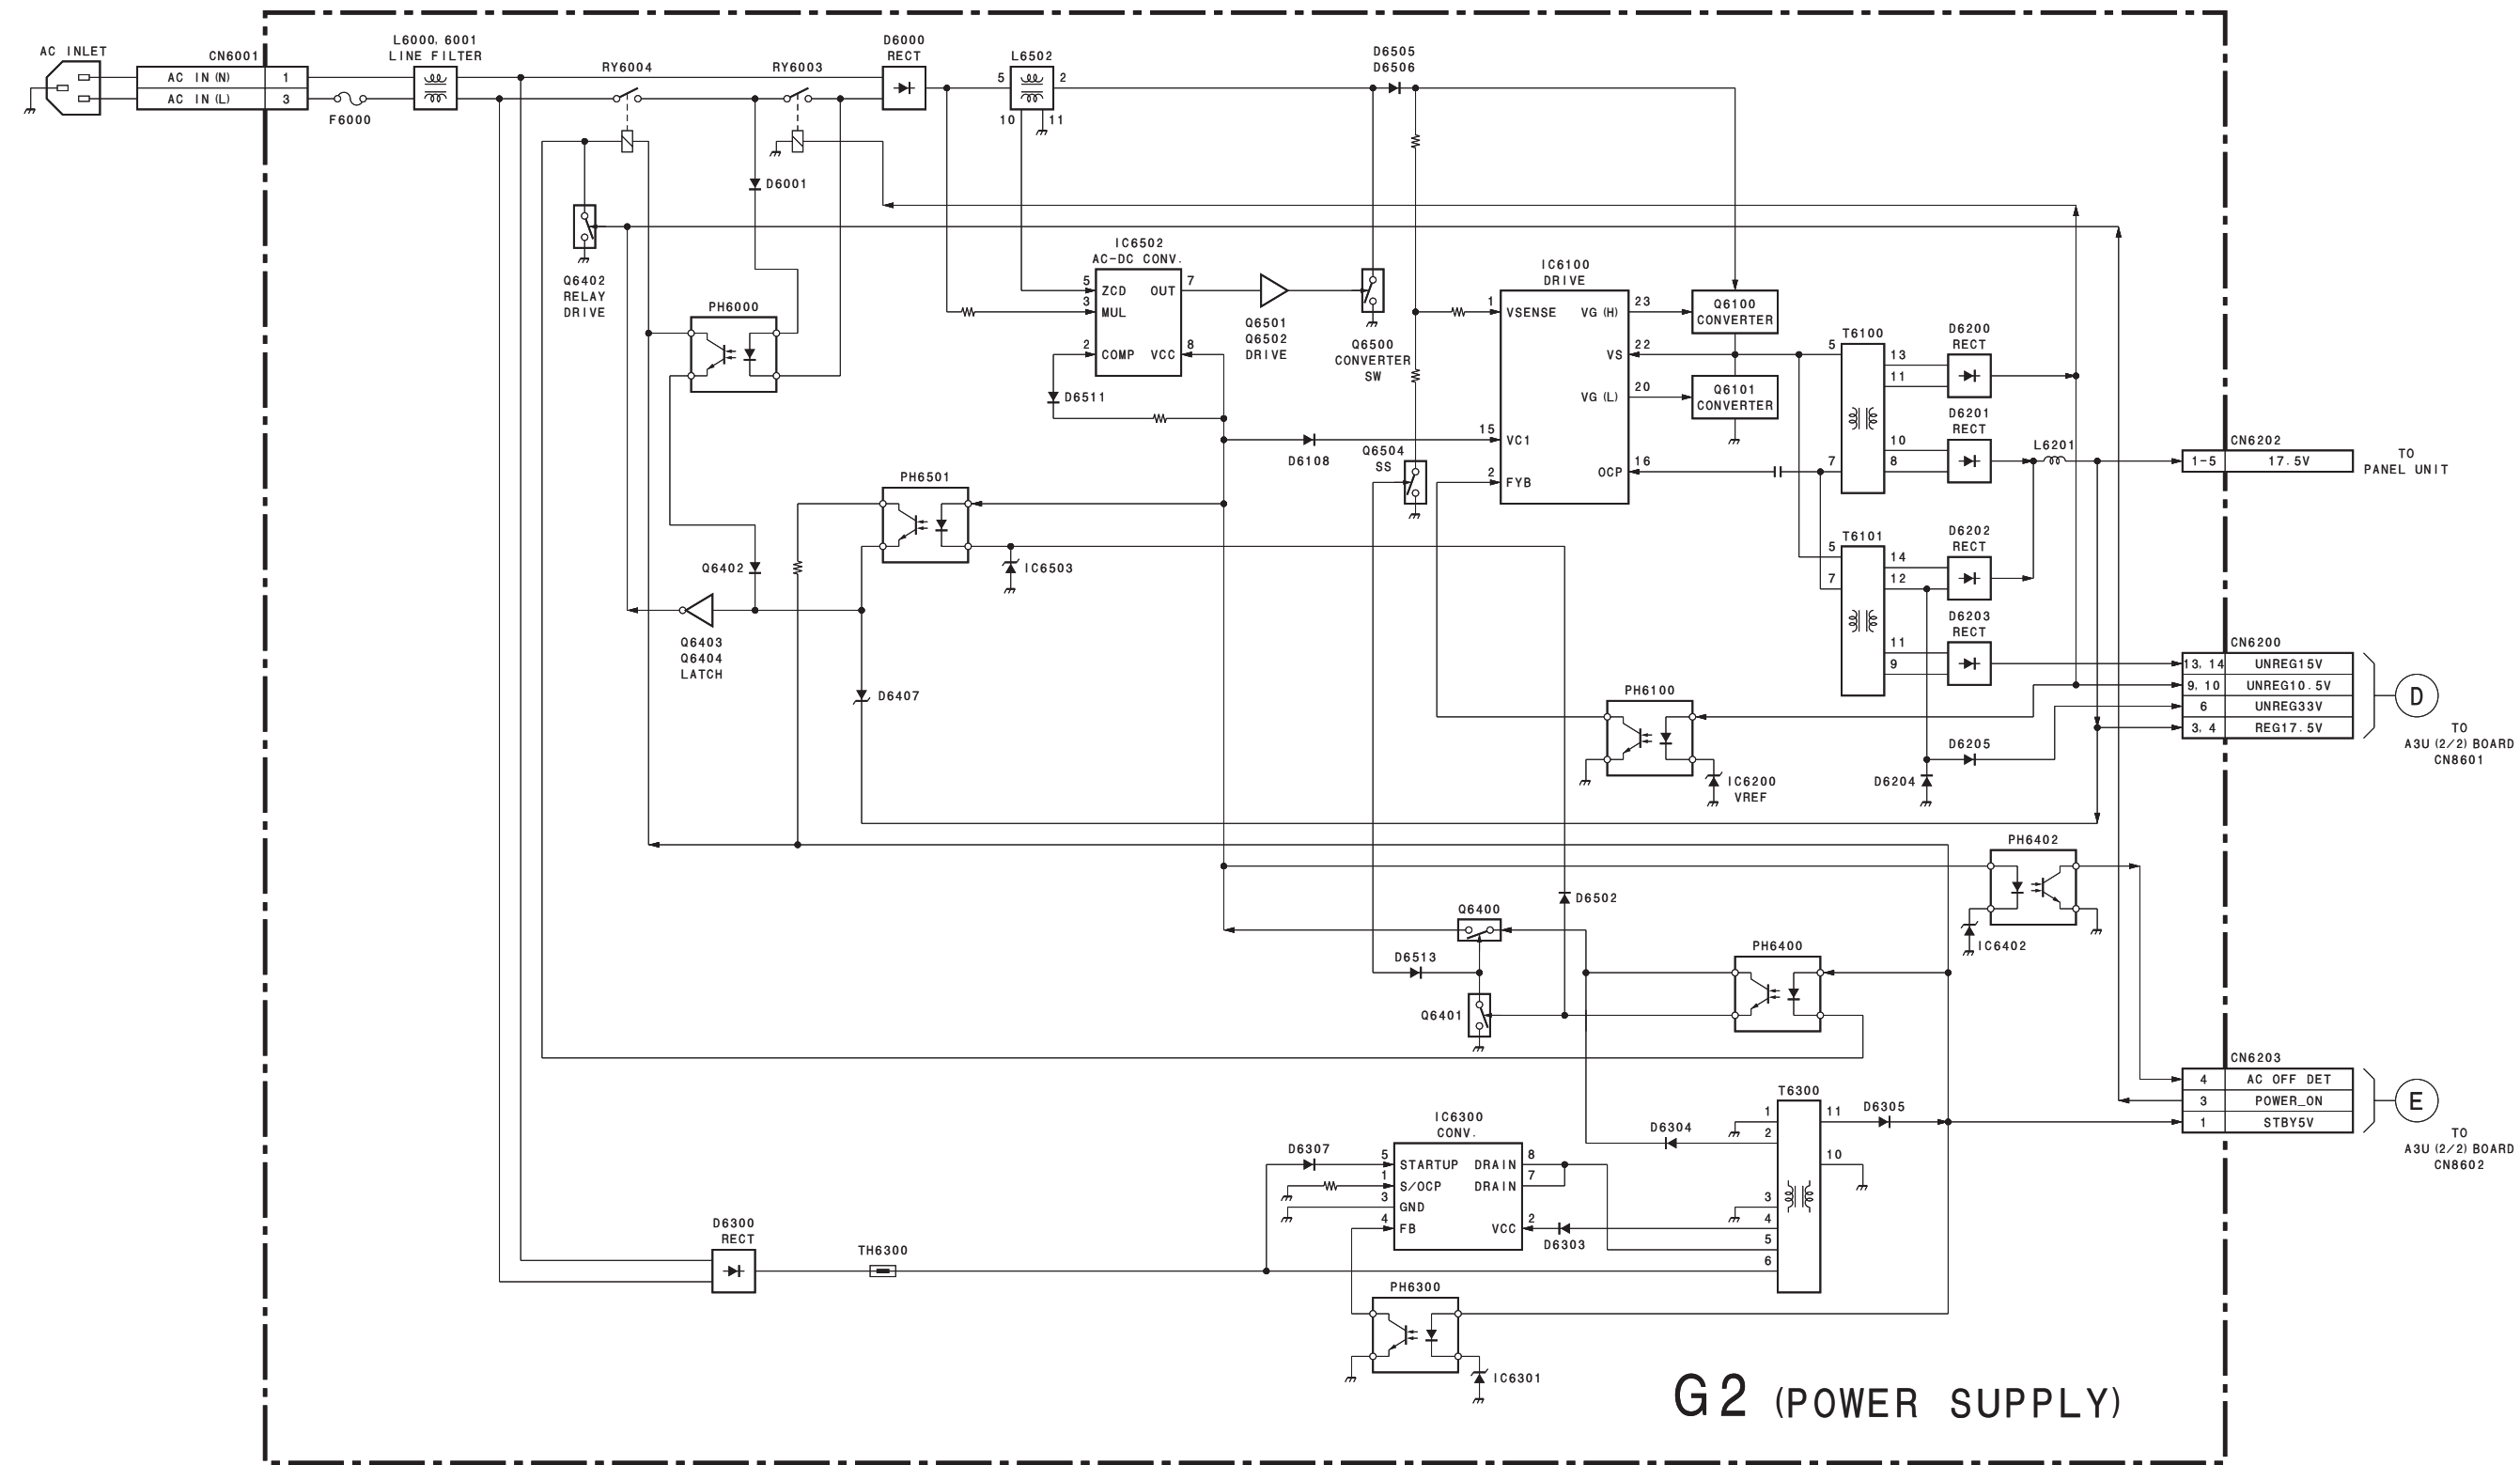 AC INLET
CN6001
AC IN (N) 1
AC IN (L) 3
F6000
L6000, 6001
LINE FILTER
RY6004
RY6003
D6000
RECT
L6502
5 2
10 11
D6505
D6506
D6001
Q6402
RELAY
DRIVE
PH6000
IC6502
AC-DC CONV.
5 ZCD OUT 7
3 MUL
2 COMP VCC 8
D6511
Q6501
Q6502
DRIVE
Q6500
CONVERTER
SW
IC6100
DRIVE
1 VSENSE VG (H) 23
VS 22
VG (L) 20
15 VC1
OCP 16
2 FYB
Q6100
CONVERTER
Q6101
CONVERTER
D6108
Q6504
SS
T6100
5 13
11
10
7 8
D6200
RECT
D6201
RECT
L6201
CN6202
1-5 17.5V
TO
PANEL UNIT
PH6501
IC6503
Q6402
Q6403
Q6404
LATCH
D6407
T6101
5 14
7 12
11
9
D6202
RECT
D6203
RECT
CN6200
13, 14 UNREG15V
9, 10 UNREG10.5V
6 UNREG33V
3, 4 REG17.5V
D
TO
A3U (2/2) BOARD
CN8601
PH6100
IC6200
VREF
D6205
D6204
PH6402
IC6402
D6502
Q6400
D6513
Q6401
PH6400
CN6203
4 AC OFF DET
3 POWER_ON
1 STBY5V
E
TO
A3U (2/2) BOARD
CN8602
T6300
1 11
2
10
3
4
5
6
D6305
D6304
IC6300
CONV.
D6307
5 STARTUP DRAIN 8
1 S/OCP DRAIN 7
3 GND
4 FB VCC 2
D6303
D6300
RECT
TH6300
PH6300
IC6301
G2 (POWER SUPPLY)